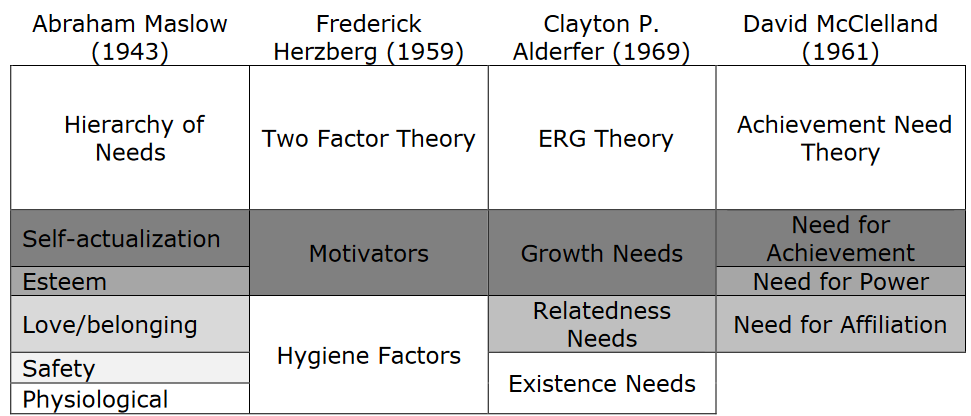 Abraham Maslow
(1943)
Frederick
Herzberg (1959)
Clayton P.
Alderfer (1969)
David McClelland
(1961)
Hierarchy of
Needs
Two Factor Theory
ERG Theory
Achievement Need
Theory
Self-actualization
Esteem
Love/belonging
Safety
Physiological
Motivators
Hygiene Factors
Growth Needs
Relatedness
Needs
Existence Needs
Need for
Achievement
Need for Power
Need for Affiliation